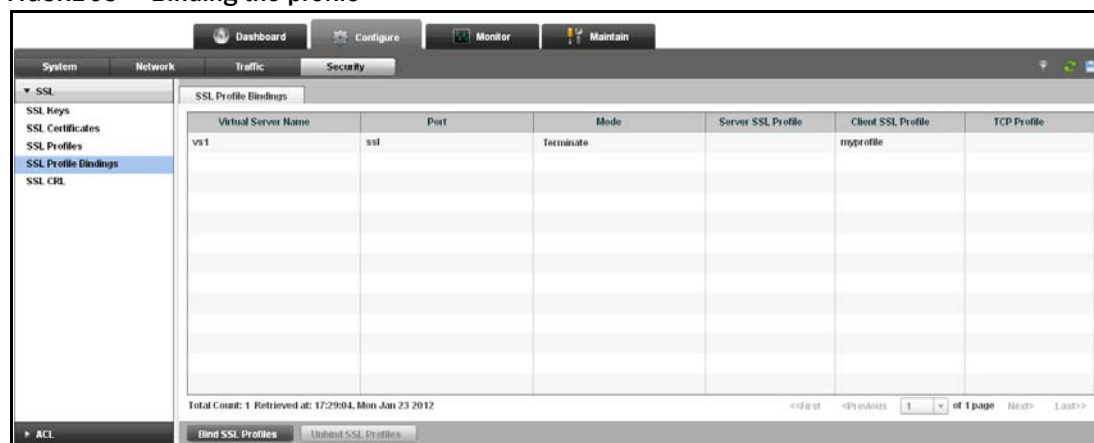 Binding the profile
Dashboard Configure Monitor Maintain
System Network Traffic Security
SSL
SSL Keys
SSL Certificates
SSL Profiles
SSL Profile Bindings
SSL CRL
ACL
SSL Profile Bindings
Virtual Server Name Port Mode Server SSL Profile Client SSL Profile TCP Profile
vs1 ssl Terminate myprofile
Total Count: 1 Retrieved at: 17:29:04, Mon Jan 23 2012
<<First <Previous 1 of 1 page Next> Last>>
Bind SSL Profiles Unbind SSL Profiles